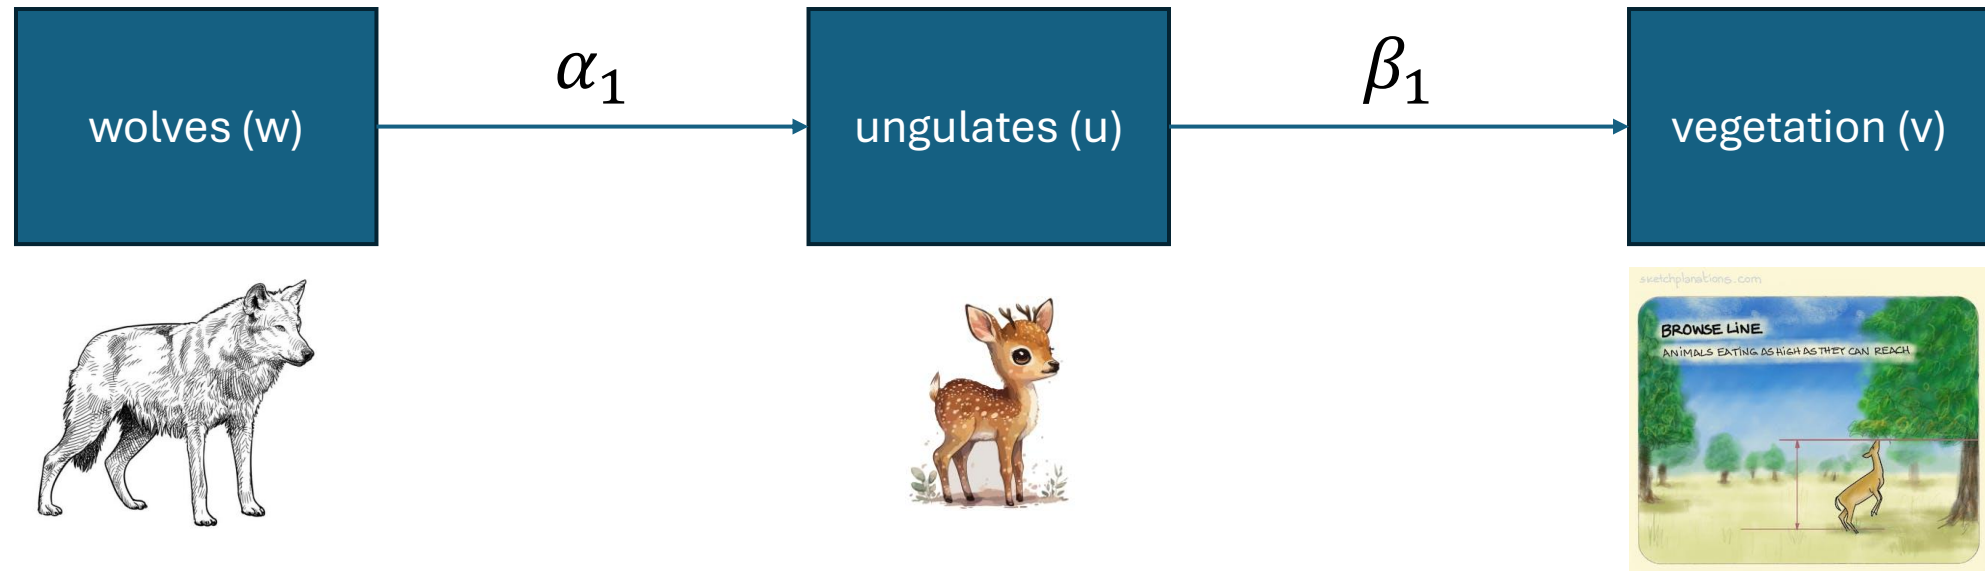 wolves (w)
α₁
ungulates (u)
β₁
vegetation (v)
sketchplanations.com
BROWSE LINE
ANIMALS EATING AS HIGH AS THEY CAN REACH